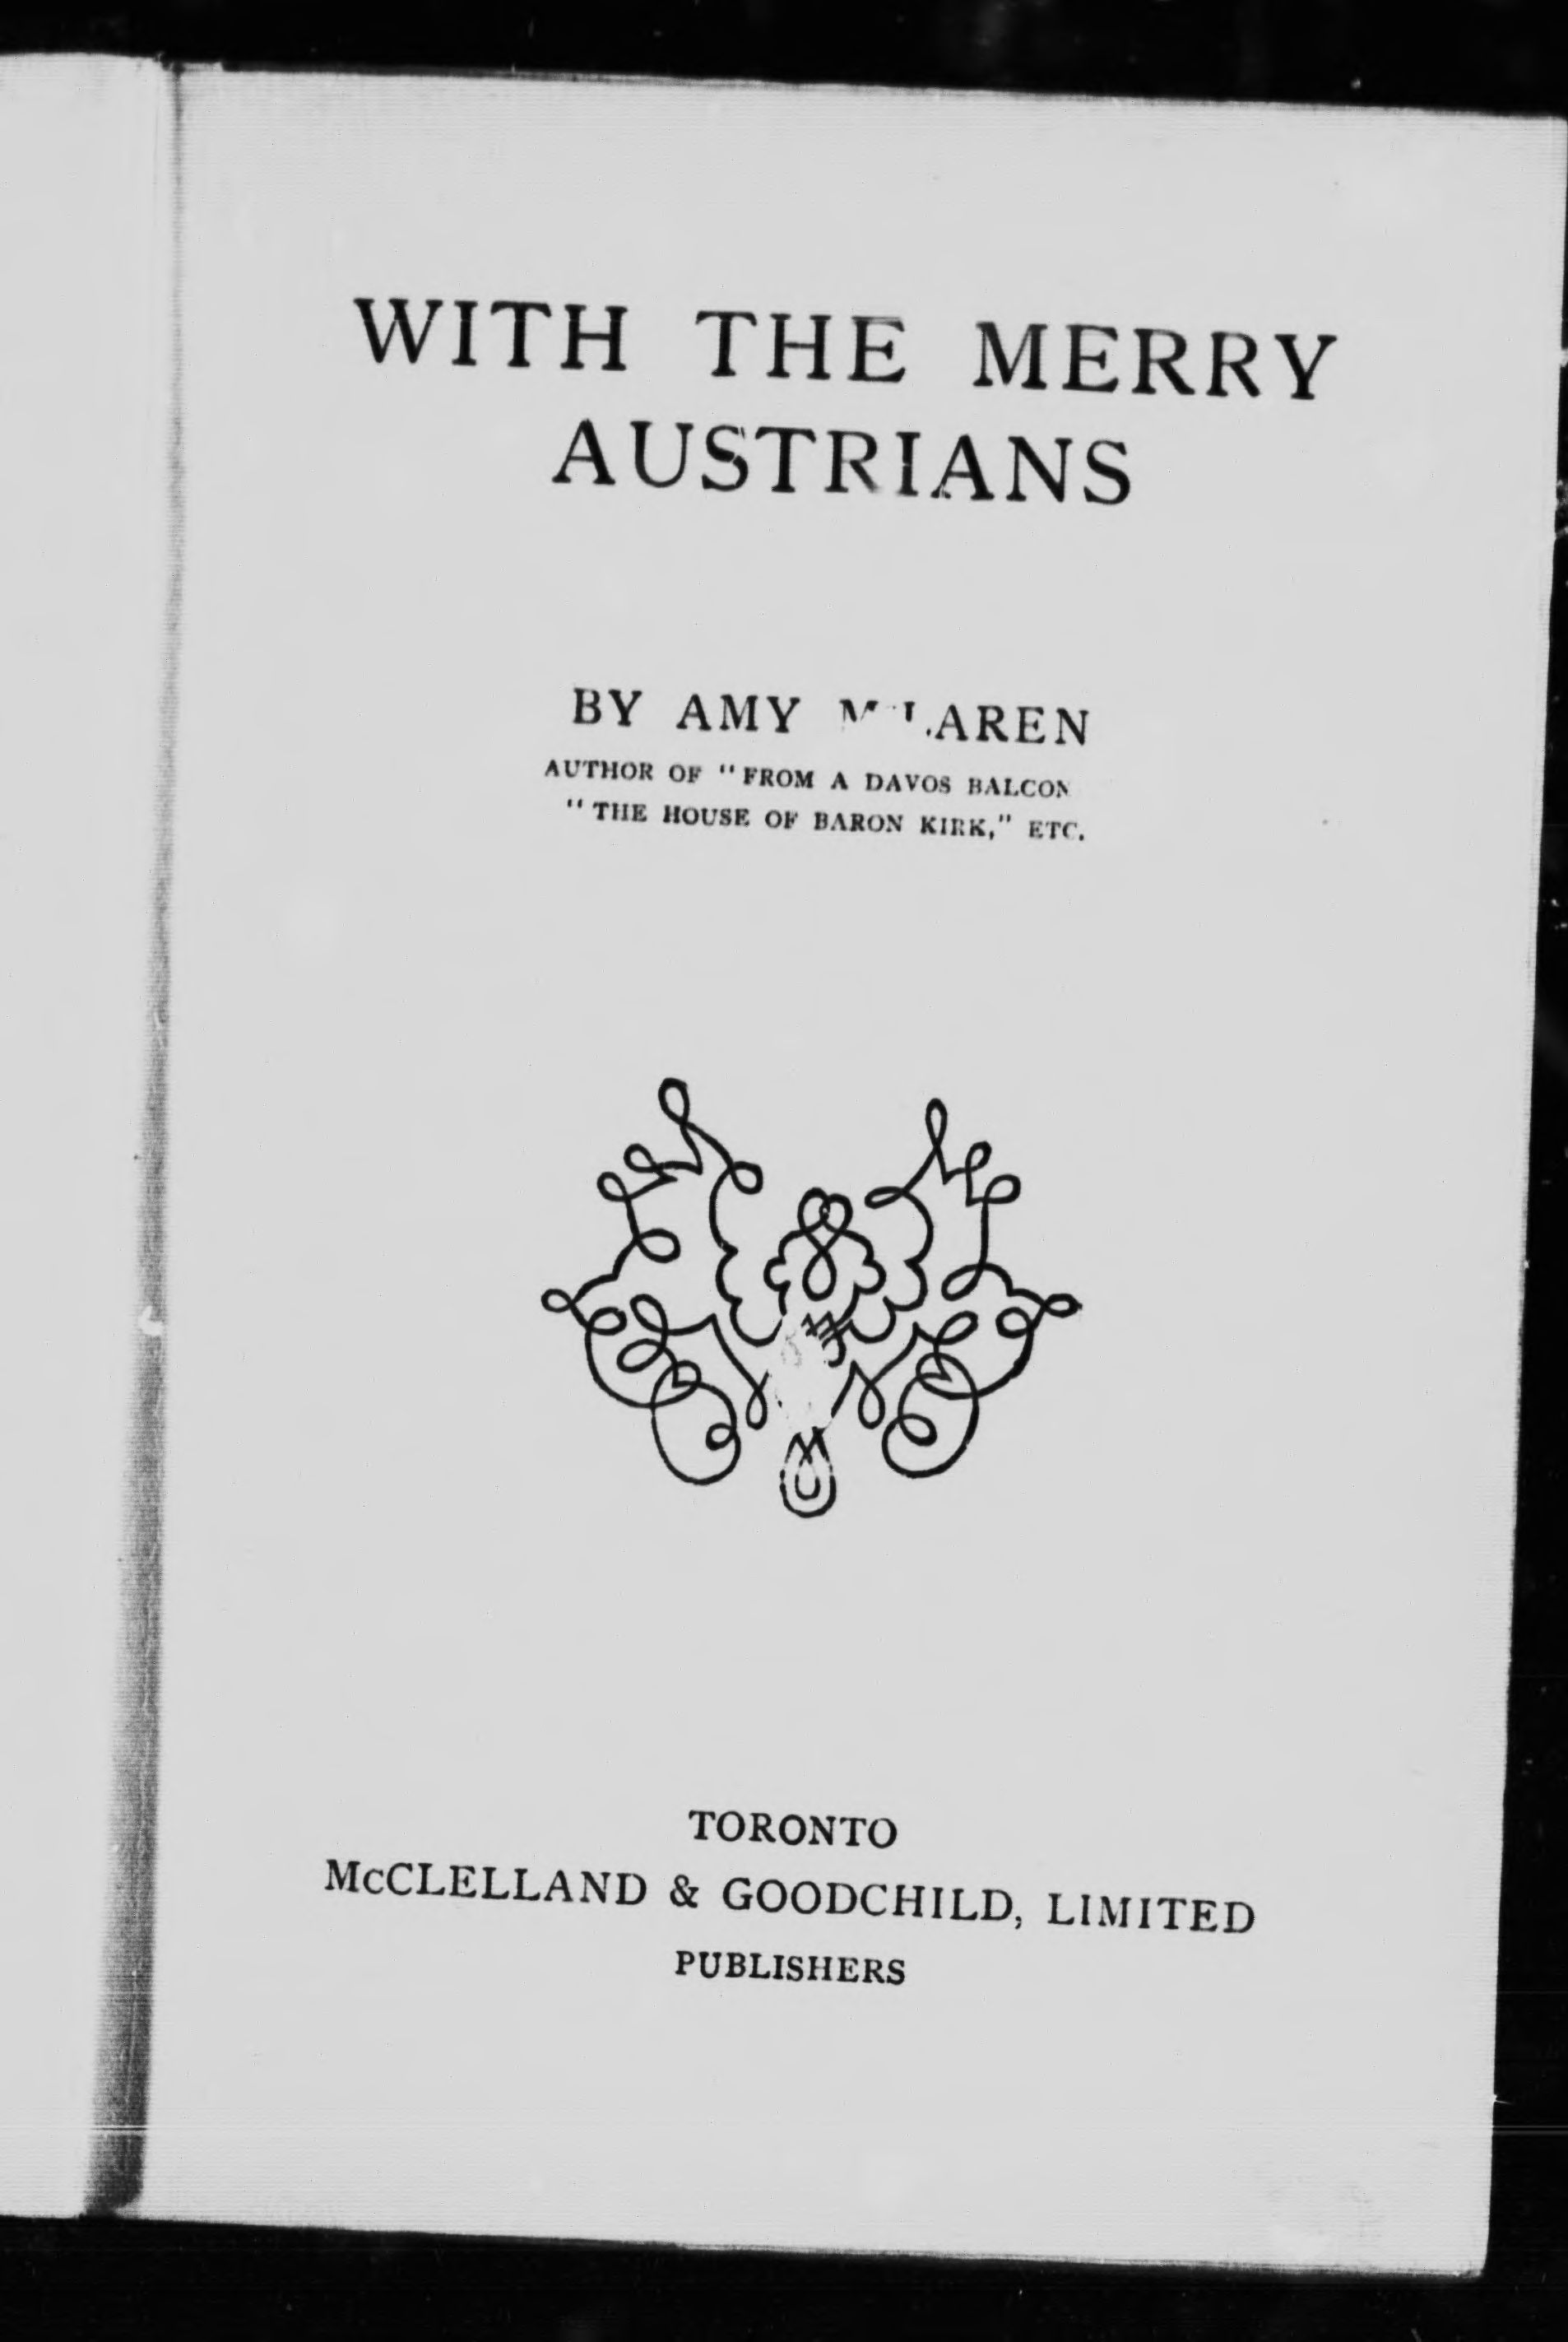 WITH THE MERRY
AUSTRIANS
BY AMY
AUTHOR OF "FROM A DAVOS
"THE HOUSE OF BARON KIRK," ETC.
TORONTO
McCLELLAND & GOODCHILD, LIMITED
PUBLISHERS